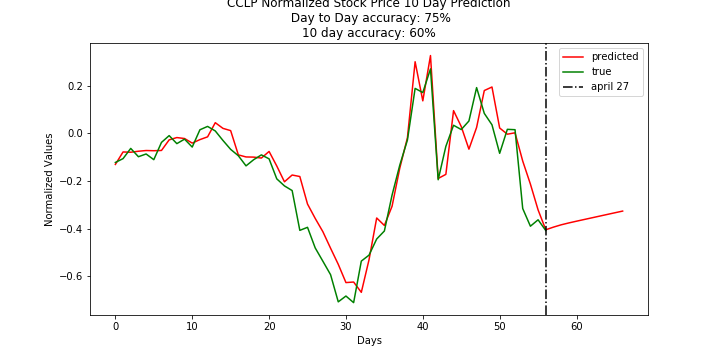 CCLP Normalized Stock Price 10 Day Prediction
Day to Day accuracy: 75%
10 day accuracy: 60%
predicted
true
april 27
Normalized Values
0.2
0.0
−0.2
−0.4
−0.6
0
10
20
30
40
50
60
Days